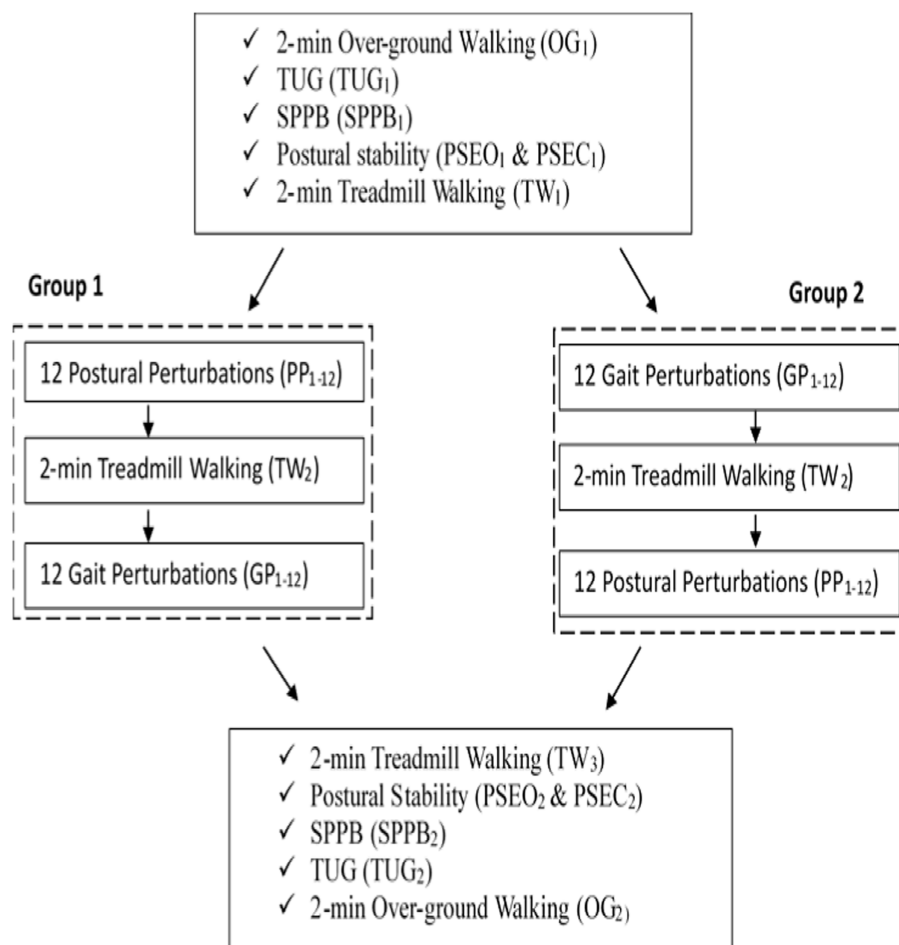 ✓ 2-min Over-ground Walking (OG₁)
✓ TUG (TUG₁)
✓ SPPB (SPPB₁)
✓ Postural stability (PSEO₁ & PSEC₁)
✓ 2-min Treadmill Walking (TW₁)
Group 1
12 Postural Perturbations (PP₁₋₁₂)
2-min Treadmill Walking (TW₂)
12 Gait Perturbations (GP₁₋₁₂)
Group 2
12 Gait Perturbations (GP₁₋₁₂)
2-min Treadmill Walking (TW₂)
12 Postural Perturbations (PP₁₋₁₂)
✓ 2-min Treadmill Walking (TW₃)
✓ Postural Stability (PSEO₂ & PSEC₂)
✓ SPPB (SPPB₂)
✓ TUG (TUG₂)
✓ 2-min Over-ground Walking (OG₂₎